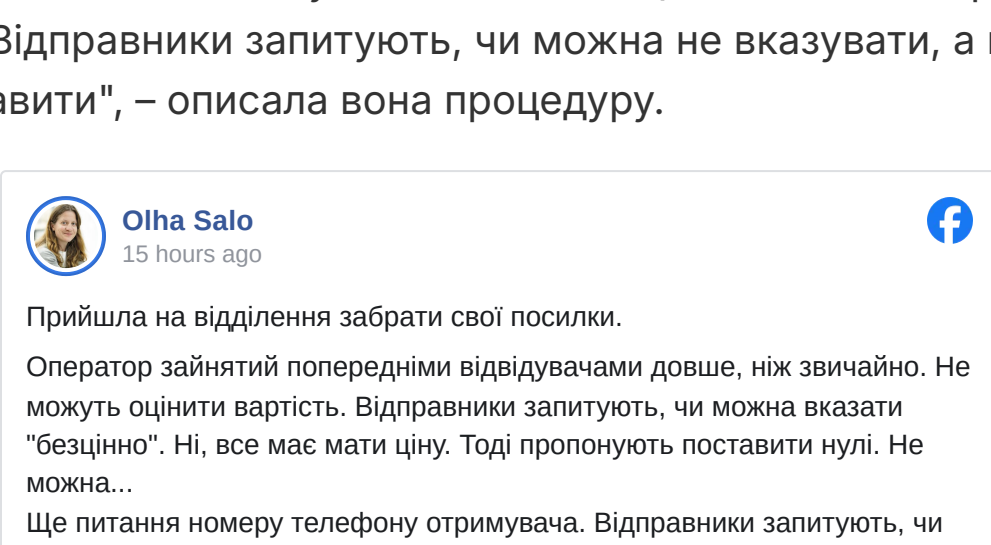 Відправники запитують, чи можна не вказувати, а
авити", – описала вона процедуру.
Olha Salo
15 hours ago
Прийшла на відділення забрати свої посилки.
Оператор зайнятий попередніми відвідувачами довше, ніж звичайно. Не
можуть оцінити вартість. Відправники запитують, чи можна вказати
"безцінно". Ні, все має мати ціну. Тоді пропонують поставити нулі. Не
можна...
Ще питання номеру телефону отримувача. Відправники запитують, чи